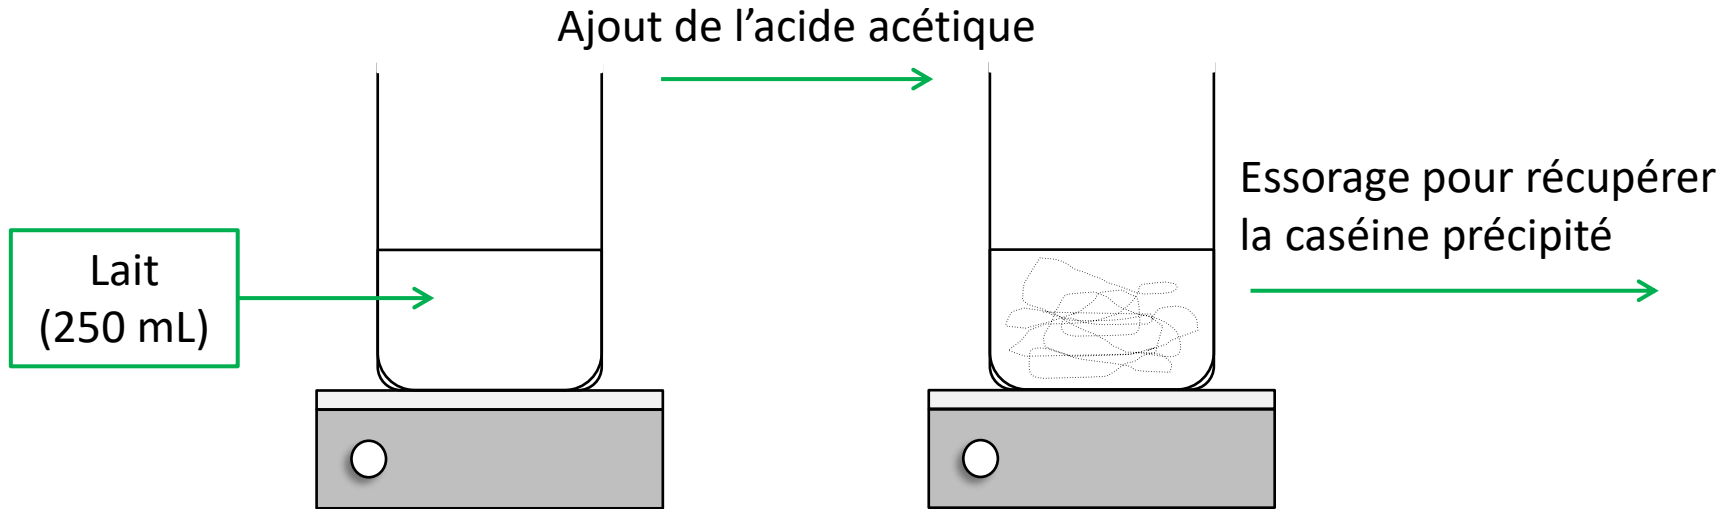 Ajout de l’acide acétique
Essorage pour récupérer
la caséine précipité
Lait
(250 mL)